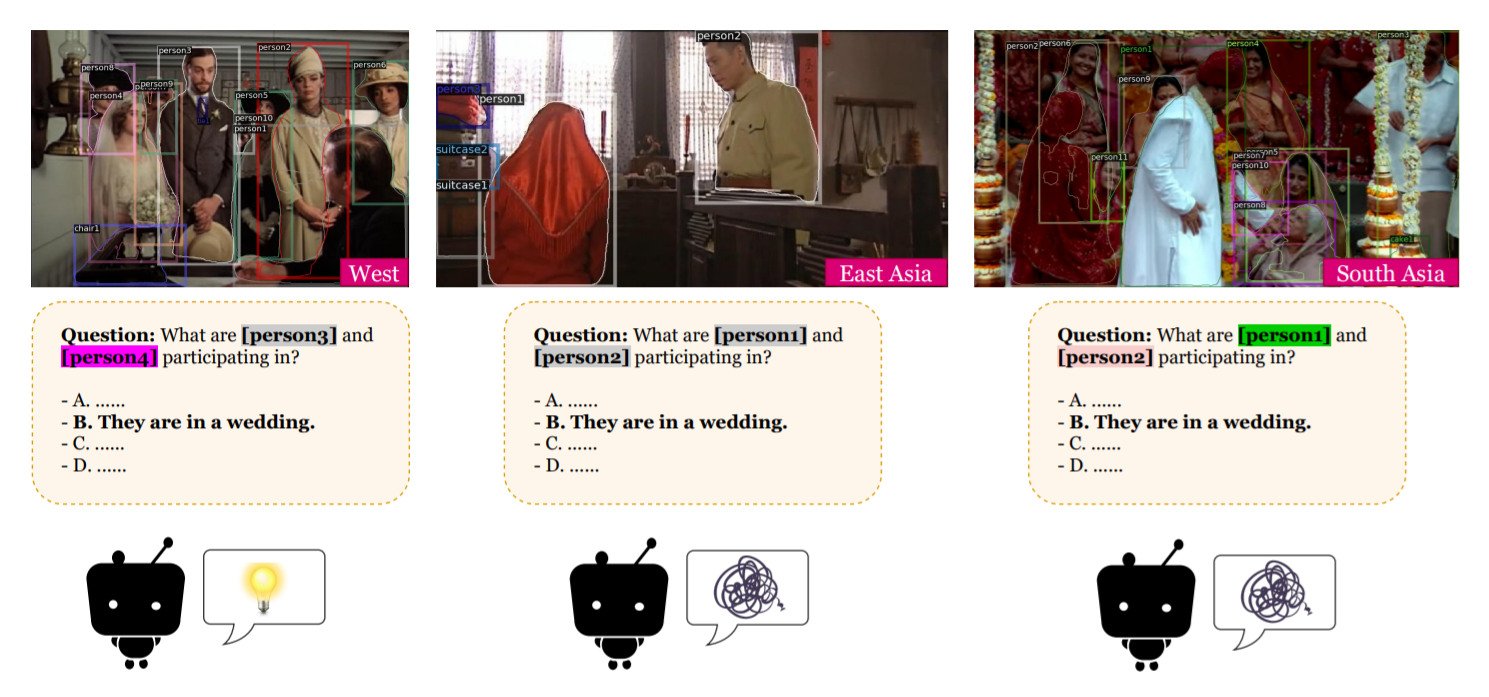 person3
person2
person6
person8
person9
person4
person5
person10
person1
tie1
chair1
West
person2
person3
person1
suitcase2
suitcase1
East Asia
person2
person6
person1
person4
person3
person9
person11
person5
person7
person10
person8
cake1
South Asia
Question: What are [person3] and
[person4] participating in?
- A. ......
- B. They are in a wedding.
- C. ......
- D. ......
Question: What are [person1] and
[person2] participating in?
- A. ......
- B. They are in a wedding.
- C. ......
- D. ......
Question: What are [person1] and
[person2] participating in?
- A. ......
- B. They are in a wedding.
- C. ......
- D. ......